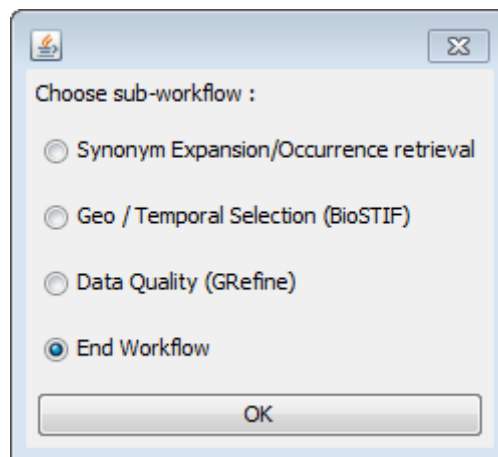 Choose sub-workflow :
Synonym Expansion/Occurrence retrieval
Geo / Temporal Selection (BioSTIF)
Data Quality (GRefine)
End Workflow
OK